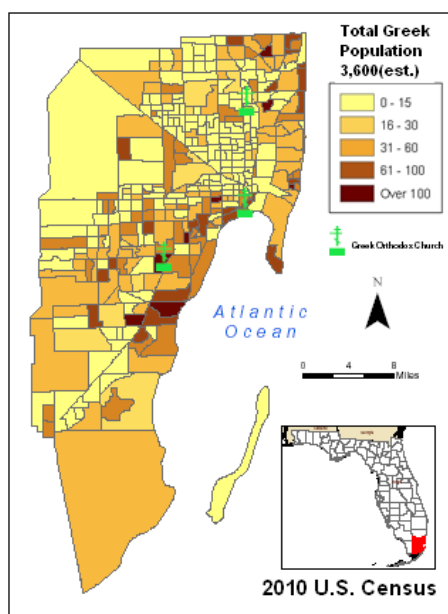 Total Greek
Population
3,600(est.)
0 - 15
16 - 30
31 - 60
61 - 100
Over 100
Greek Orthodox Church
N
Atlantic
Ocean
0 2 4 8
Miles
2010 U.S. Census